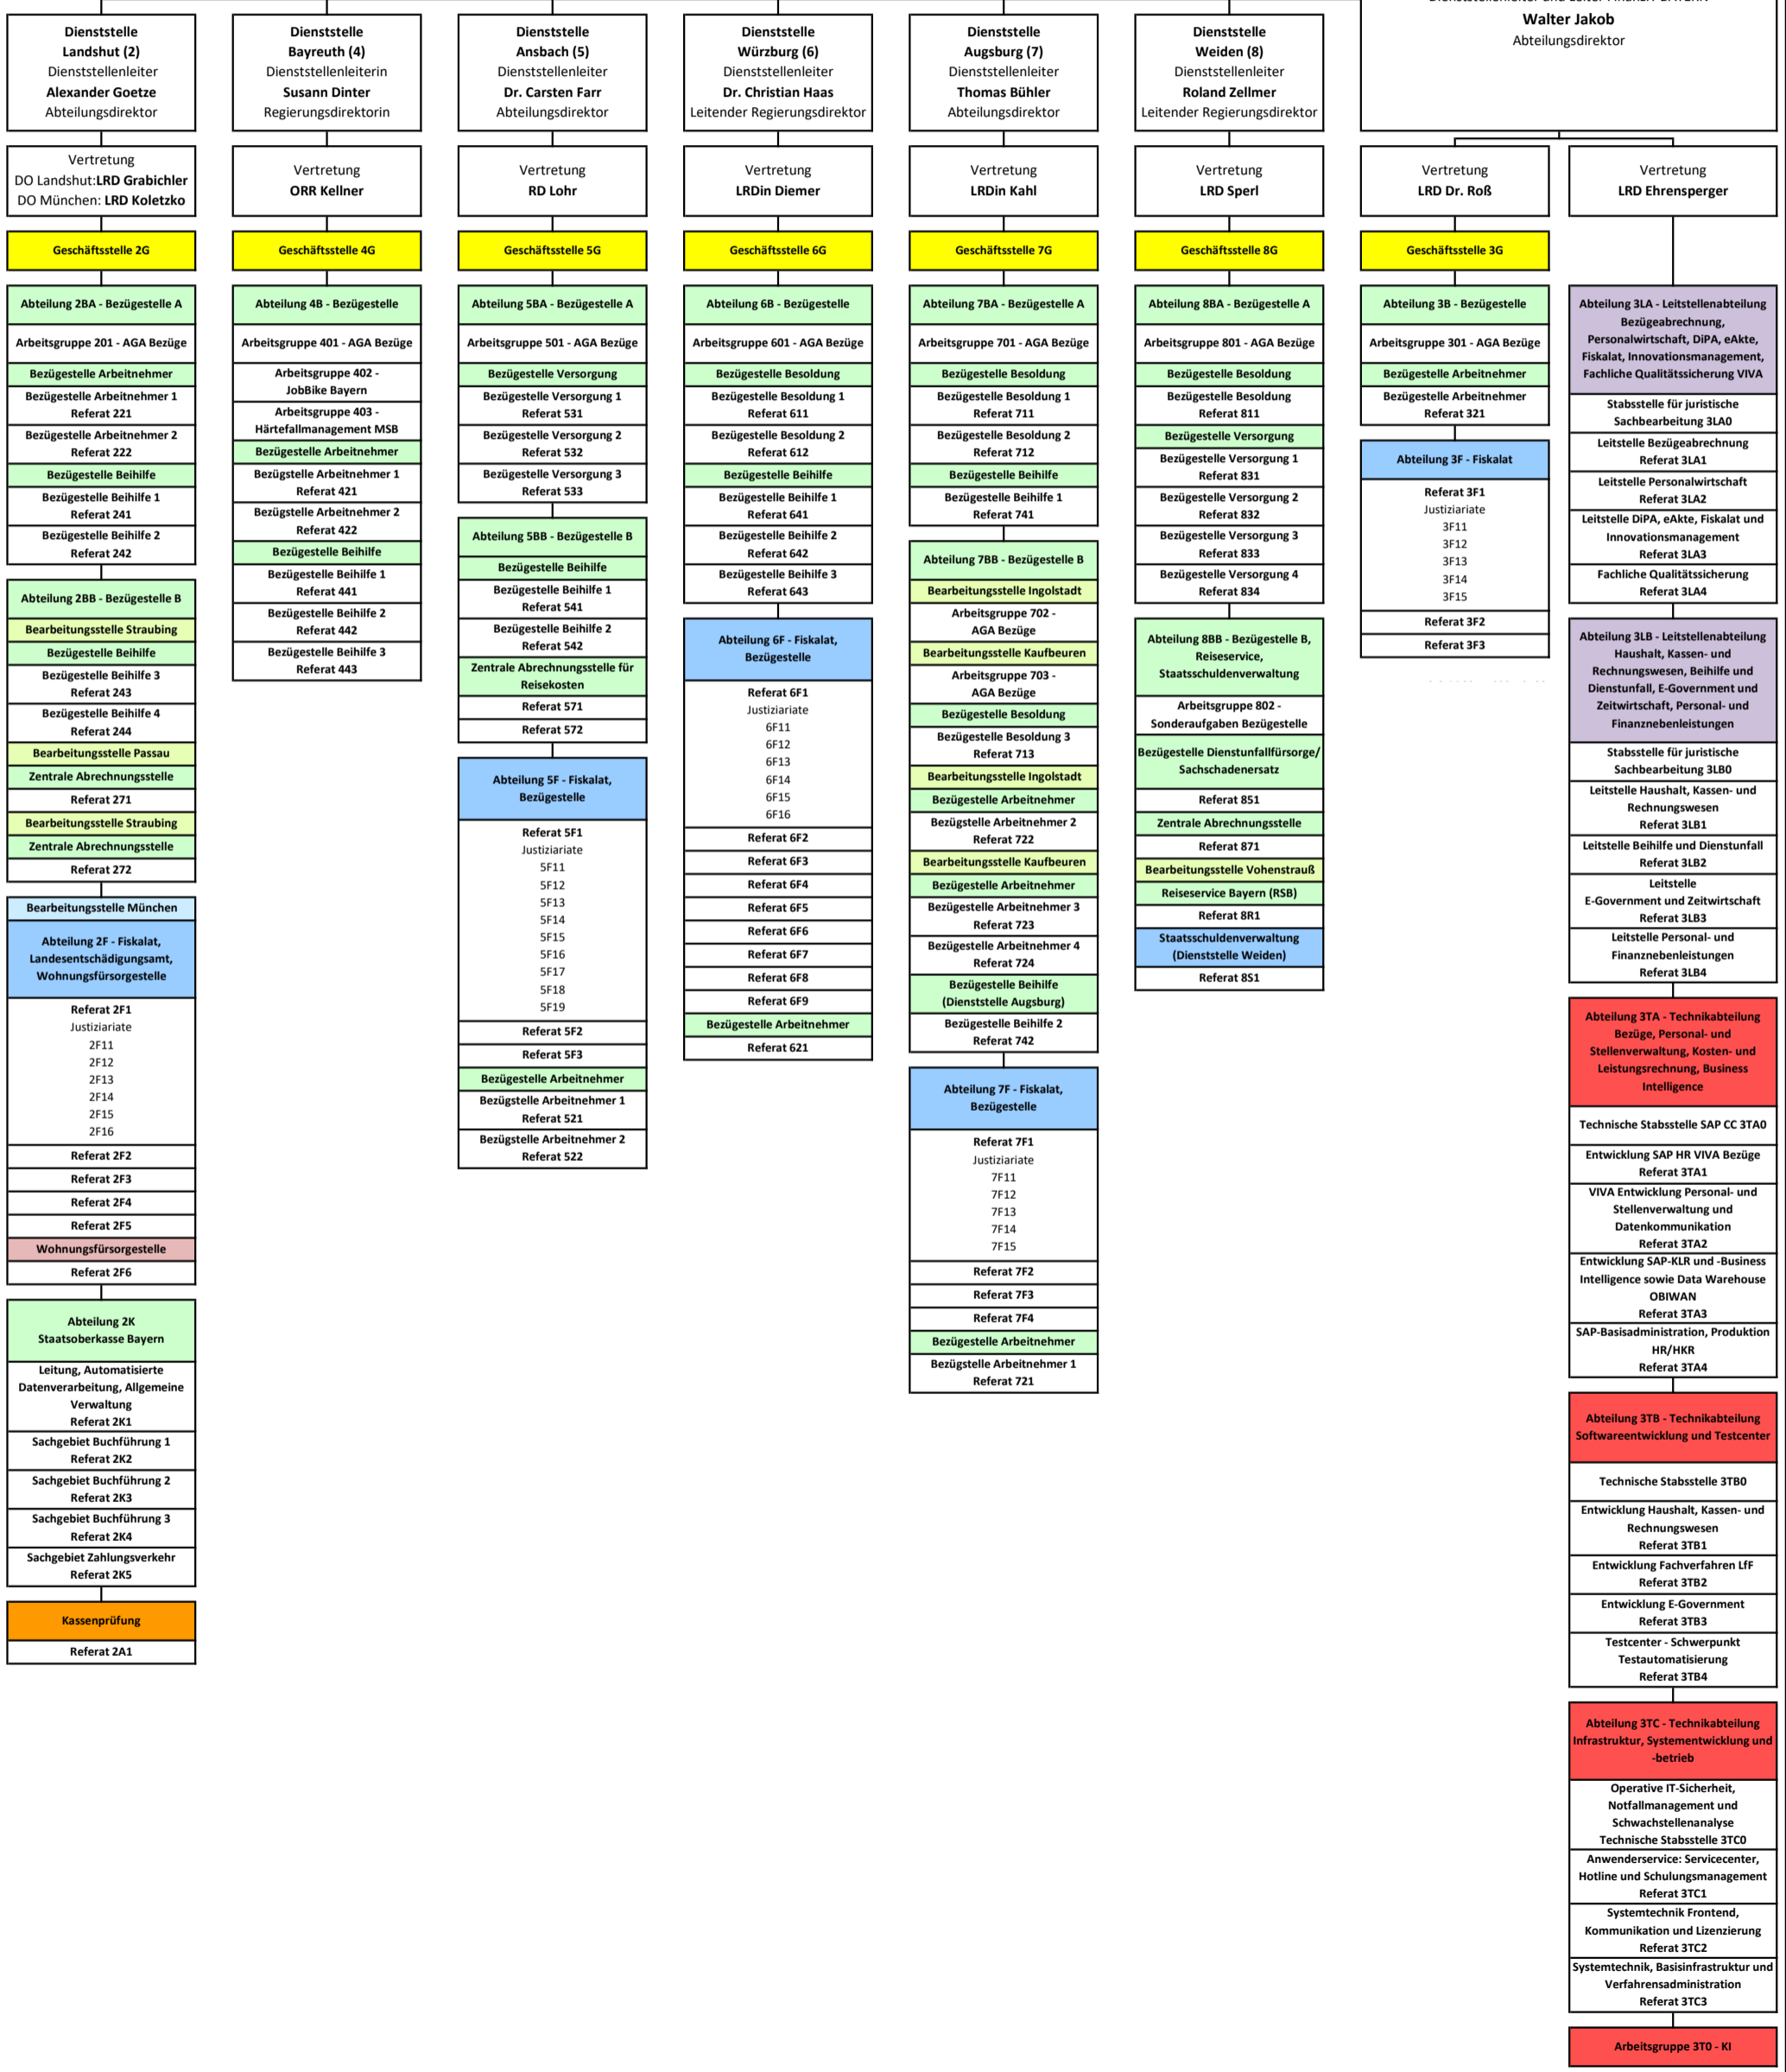 Dienststelle
Landshut (2)
Dienststellenleiter
Alexander Goetze
Abteilungsdirektor
Vertretung
DO Landshut:LRD Grabichler
DO München: LRD Koletzko
Geschäftsstelle 2G
Abteilung 2BA - Bezügestelle A
Arbeitsgruppe 201 - AGA Bezüge
Bezügestelle Arbeitnehmer
Bezügestelle Arbeitnehmer 1
Referat 221
Bezügestelle Arbeitnehmer 2
Referat 222
Bezügestelle Beihilfe
Bezügestelle Beihilfe 1
Referat 241
Bezügestelle Beihilfe 2
Referat 242
Abteilung 2BB - Bezügestelle B
Bearbeitungsstelle Straubing
Bezügestelle Beihilfe
Bezügestelle Beihilfe 3
Referat 243
Bezügestelle Beihilfe 4
Referat 244
Bearbeitungsstelle Passau
Zentrale Abrechnungsstelle
Referat 271
Bearbeitungsstelle Straubing
Zentrale Abrechnungsstelle
Referat 272
Bearbeitungsstelle München
Abteilung 2F - Fiskalat,
Landesentschädigungsamt,
Wohnungsfürsorgestelle
Referat 2F1
Justiziariate
2F11
2F12
2F13
2F14
2F15
2F16
Referat 2F2
Referat 2F3
Referat 2F4
Referat 2F5
Wohnungsfürsorgestelle
Referat 2F6
Abteilung 2K
Staatsoberkasse Bayern
Leitung, Automatisierte
Datenverarbeitung, Allgemeine
Verwaltung
Referat 2K1
Sachgebiet Buchführung 1
Referat 2K2
Sachgebiet Buchführung 2
Referat 2K3
Sachgebiet Buchführung 3
Referat 2K4
Sachgebiet Zahlungsverkehr
Referat 2K5
Kassenprüfung
Referat 2A1
Dienststelle
Bayreuth (4)
Dienststellenleiterin
Susann Dinter
Regierungsdirektorin
Vertretung
ORR Kellner
Geschäftsstelle 4G
Abteilung 4B - Bezügestelle
Arbeitsgruppe 401 - AGA Bezüge
Arbeitsgruppe 402 -
JobBike Bayern
Arbeitsgruppe 403 -
Härtefallmanagement MSB
Bezügestelle Arbeitnehmer
Bezügstelle Arbeitnehmer 1
Referat 421
Bezügstelle Arbeitnehmer 2
Referat 422
Bezügestelle Beihilfe
Bezügestelle Beihilfe 1
Referat 441
Bezügestelle Beihilfe 2
Referat 442
Bezügestelle Beihilfe 3
Referat 443
Dienststelle
Ansbach (5)
Dienststellenleiter
Dr. Carsten Farr
Abteilungsdirektor
Vertretung
RD Lohr
Geschäftsstelle 5G
Abteilung 5BA - Bezügestelle A
Arbeitsgruppe 501 - AGA Bezüge
Bezügestelle Versorgung
Bezügestelle Versorgung 1
Referat 531
Bezügestelle Versorgung 2
Referat 532
Bezügestelle Versorgung 3
Referat 533
Abteilung 5BB - Bezügestelle B
Bezügestelle Beihilfe
Bezügestelle Beihilfe 1
Referat 541
Bezügestelle Beihilfe 2
Referat 542
Zentrale Abrechnungsstelle für
Reisekosten
Referat 571
Referat 572
Abteilung 5F - Fiskalat,
Bezügestelle
Referat 5F1
Justiziariate
5F11
5F12
5F13
5F14
5F15
5F16
5F17
5F18
5F19
Referat 5F2
Referat 5F3
Bezügestelle Arbeitnehmer
Bezügstelle Arbeitnehmer 1
Referat 521
Bezügstelle Arbeitnehmer 2
Referat 522
Dienststelle
Würzburg (6)
Dienststellenleiter
Dr. Christian Haas
Leitender Regierungsdirektor
Vertretung
LRDin Diemer
Geschäftsstelle 6G
Abteilung 6B - Bezügestelle
Arbeitsgruppe 601 - AGA Bezüge
Bezügestelle Besoldung
Bezügestelle Besoldung 1
Referat 611
Bezügestelle Besoldung 2
Referat 612
Bezügestelle Beihilfe
Bezügestelle Beihilfe 1
Referat 641
Bezügestelle Beihilfe 2
Referat 642
Bezügestelle Beihilfe 3
Referat 643
Abteilung 6F - Fiskalat,
Bezügestelle
Referat 6F1
Justiziariate
6F11
6F12
6F13
6F14
6F15
6F16
Referat 6F2
Referat 6F3
Referat 6F4
Referat 6F5
Referat 6F6
Referat 6F7
Referat 6F8
Referat 6F9
Bezügestelle Arbeitnehmer
Referat 621
Dienststelle
Augsburg (7)
Dienststellenleiter
Thomas Bühler
Abteilungsdirektor
Vertretung
LRDin Kahl
Geschäftsstelle 7G
Abteilung 7BA - Bezügestelle A
Arbeitsgruppe 701 - AGA Bezüge
Bezügestelle Besoldung
Bezügestelle Besoldung 1
Referat 711
Bezügestelle Besoldung 2
Referat 712
Bezügestelle Beihilfe
Bezügestelle Beihilfe 1
Referat 741
Abteilung 7BB - Bezügestelle B
Bearbeitungsstelle Ingolstadt
Arbeitsgruppe 702 -
AGA Bezüge
Bearbeitungsstelle Kaufbeuren
Arbeitsgruppe 703 -
AGA Bezüge
Bezügestelle Besoldung
Bezügestelle Besoldung 3
Referat 713
Bearbeitungsstelle Ingolstadt
Bezügestelle Arbeitnehmer
Bezügstelle Arbeitnehmer 2
Referat 722
Bearbeitungsstelle Kaufbeuren
Bezügestelle Arbeitnehmer
Bezügestelle Arbeitnehmer 3
Referat 723
Bezügestelle Arbeitnehmer 4
Referat 724
Bezügestelle Beihilfe
(Dienststelle Augsburg)
Bezügestelle Beihilfe 2
Referat 742
Abteilung 7F - Fiskalat,
Bezügestelle
Referat 7F1
Justiziariate
7F11
7F12
7F13
7F14
7F15
Referat 7F2
Referat 7F3
Referat 7F4
Bezügestelle Arbeitnehmer
Bezügstelle Arbeitnehmer 1
Referat 721
Dienststelle
Weiden (8)
Dienststellenleiter
Roland Zellmer
Leitender Regierungsdirektor
Vertretung
LRD Sperl
Geschäftsstelle 8G
Abteilung 8BA - Bezügestelle A
Arbeitsgruppe 801 - AGA Bezüge
Bezügestelle Besoldung
Bezügestelle Besoldung
Referat 811
Bezügestelle Versorgung
Bezügestelle Versorgung 1
Referat 831
Bezügestelle Versorgung 2
Referat 832
Bezügestelle Versorgung 3
Referat 833
Bezügestelle Versorgung 4
Referat 834
Abteilung 8BB - Bezügestelle B,
Reiseservice,
Staatsschuldenverwaltung
Arbeitsgruppe 802 -
Sonderaufgaben Bezügestelle
Bezügestelle Dienstunfallfürsorge/
Sachschadenersatz
Referat 851
Zentrale Abrechnungsstelle
Referat 871
Bearbeitungsstelle Vohenstrauß
Reiseservice Bayern (RSB)
Referat 8R1
Staatsschuldenverwaltung
(Dienststelle Weiden)
Referat 8S1
Walter Jakob
Abteilungsdirektor
Vertretung
LRD Dr. Roß
Geschäftsstelle 3G
Abteilung 3B - Bezügestelle
Arbeitsgruppe 301 - AGA Bezüge
Bezügestelle Arbeitnehmer
Bezügestelle Arbeitnehmer
Referat 321
Abteilung 3F - Fiskalat
Referat 3F1
Justiziariate
3F11
3F12
3F13
3F14
3F15
Referat 3F2
Referat 3F3
Vertretung
LRD Ehrensperger
Abteilung 3LA - Leitstellenabteilung
Bezügeabrechnung,
Personalwirtschaft, DiPA, eAkte,
Fiskalat, Innovationsmanagement,
Fachliche Qualitätssicherung VIVA
Stabsstelle für juristische
Sachbearbeitung 3LA0
Leitstelle Bezügeabrechnung
Referat 3LA1
Leitstelle Personalwirtschaft
Referat 3LA2
Leitstelle DiPA, eAkte, Fiskalat und
Innovationsmanagement
Referat 3LA3
Fachliche Qualitätssicherung
Referat 3LA4
Abteilung 3LB - Leitstellenabteilung
Haushalt, Kassen- und
Rechnungswesen, Beihilfe und
Dienstunfall, E-Government und
Zeitwirtschaft, Personal- und
Finanznebenleistungen
Stabsstelle für juristische
Sachbearbeitung 3LB0
Leitstelle Haushalt, Kassen- und
Rechnungswesen
Referat 3LB1
Leitstelle Beihilfe und Dienstunfall
Referat 3LB2
Leitstelle
E-Government und Zeitwirtschaft
Referat 3LB3
Leitstelle Personal- und
Finanznebenleistungen
Referat 3LB4
Abteilung 3TA - Technikabteilung
Bezüge, Personal- und
Stellenverwaltung, Kosten- und
Leistungsrechnung, Business
Intelligence
Technische Stabsstelle SAP CC 3TA0
Entwicklung SAP HR VIVA Bezüge
Referat 3TA1
VIVA Entwicklung Personal- und
Stellenverwaltung und
Datenkommunikation
Referat 3TA2
Entwicklung SAP-KLR und -Business
Intelligence sowie Data Warehouse
OBIWAN
Referat 3TA3
SAP-Basisadministration, Produktion
HR/HKR
Referat 3TA4
Abteilung 3TB - Technikabteilung
Softwareentwicklung und Testcenter
Technische Stabsstelle 3TB0
Entwicklung Haushalt, Kassen- und
Rechnungswesen
Referat 3TB1
Entwicklung Fachverfahren LfF
Referat 3TB2
Entwicklung E-Government
Referat 3TB3
Testcenter - Schwerpunkt
Testautomatisierung
Referat 3TB4
Abteilung 3TC - Technikabteilung
Infrastruktur, Systementwicklung und
-betrieb
Operative IT-Sicherheit,
Notfallmanagement und
Schwachstellenanalyse
Technische Stabsstelle 3TC0
Anwenderservice: Servicecenter,
Hotline und Schulungsmanagement
Referat 3TC1
Systemtechnik Frontend,
Kommunikation und Lizenzierung
Referat 3TC2
Systemtechnik, Basisinfrastruktur und
Verfahrensadministration
Referat 3TC3
Arbeitsgruppe 3T0 - KI